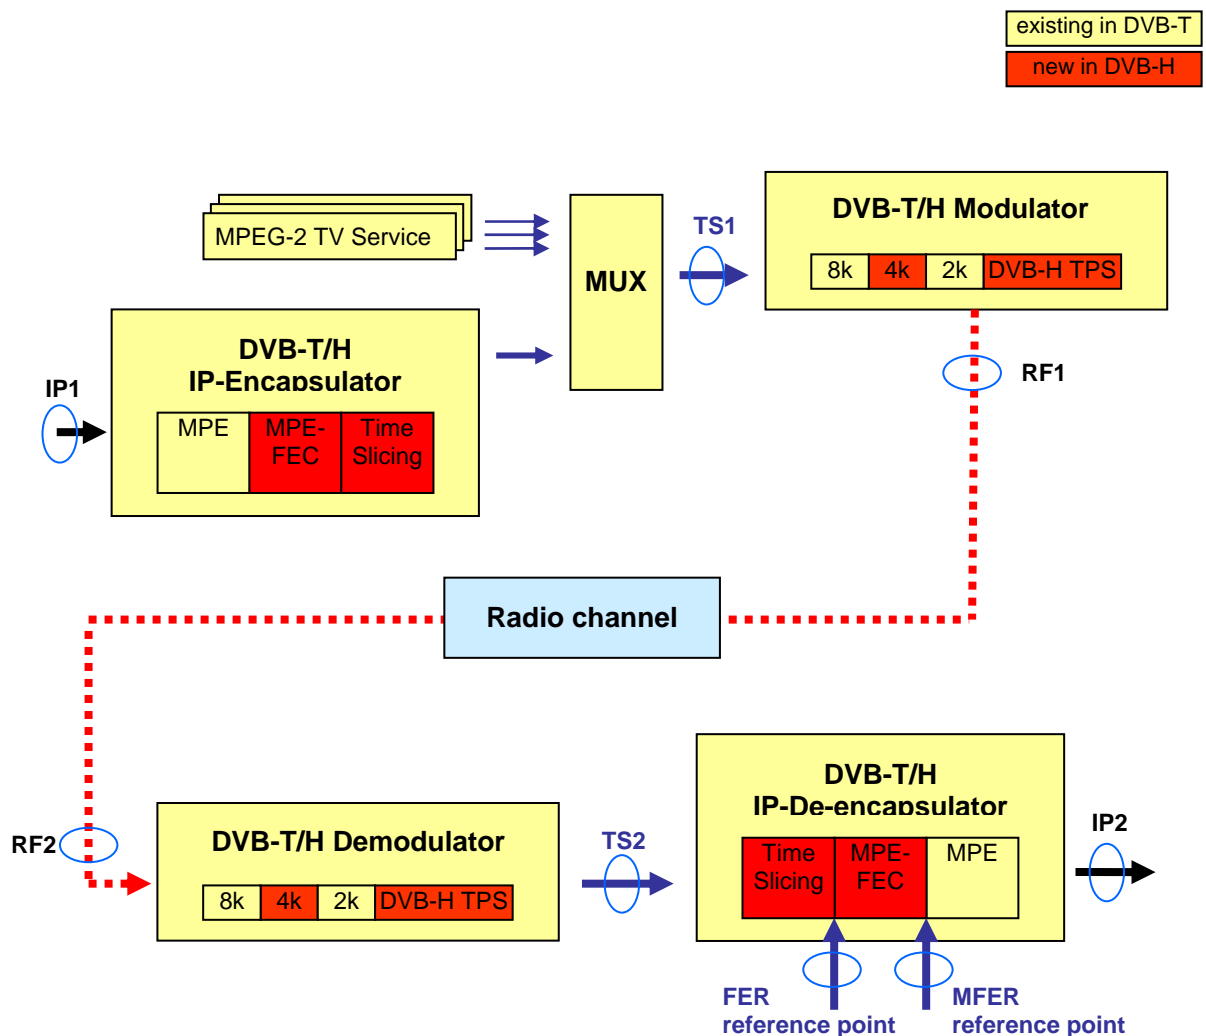 existing in DVB-T
new in DVB-H
MPEG-2 TV Service
MUX
TS1
DVB-T/H Modulator
8k 4k 2k DVB-H TPS
DVB-T/H
IP-Encapsulator
MPE MPE-
FEC Time
Slicing
IP1
RF1
Radio channel
RF2
DVB-T/H Demodulator
8k 4k 2k DVB-H TPS
TS2
DVB-T/H
IP-De-encapsulator
Time
Slicing
MPE-
FEC
MPE
IP2
FER
reference point
MFER
reference point